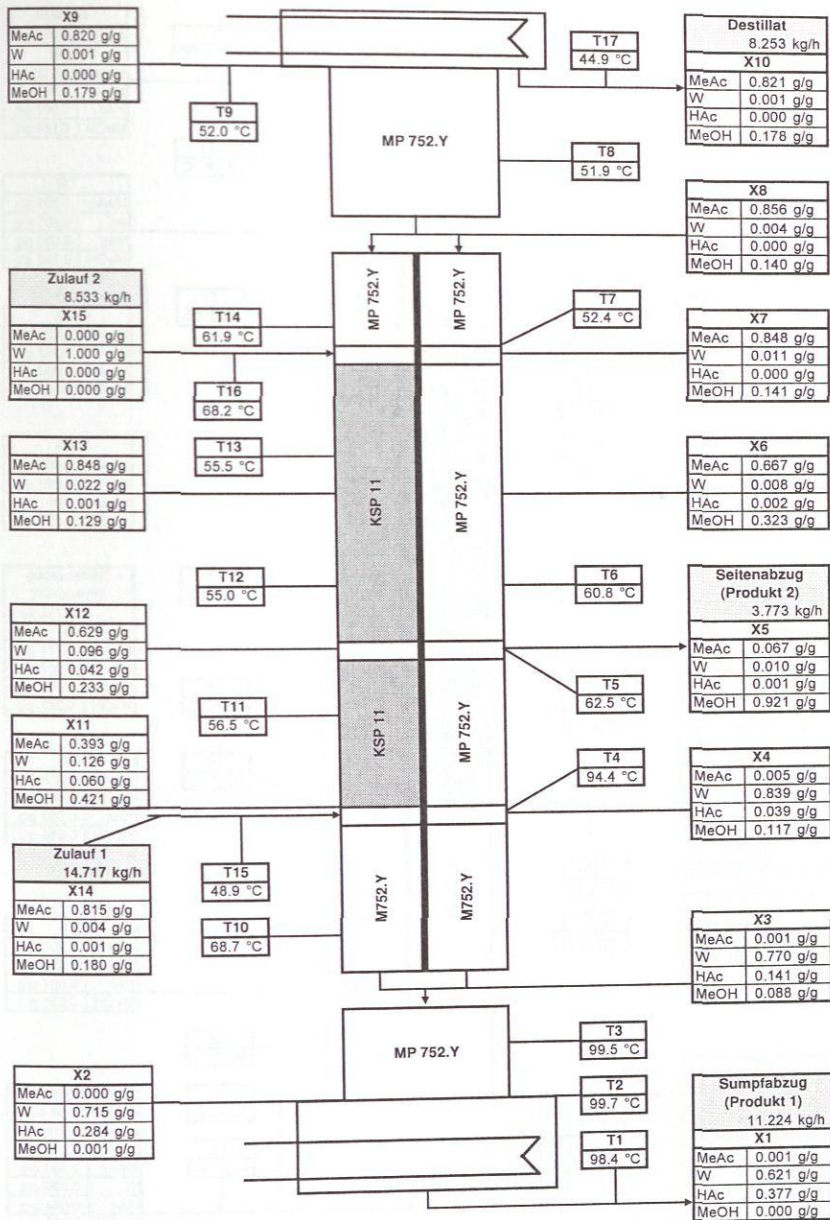 X9
MeAc 0.820 g/g
W 0.001 g/g
HAc 0.000 g/g
MeOH 0.179 g/g
T9
52.0 °C
MP 752.Y
T17
44.9 °C
Destillat
8.253 kg/h
X10
MeAc 0.821 g/g
W 0.001 g/g
HAc 0.000 g/g
MeOH 0.178 g/g
T8
51.9 °C
X8
MeAc 0.856 g/g
W 0.004 g/g
HAc 0.000 g/g
MeOH 0.140 g/g
MP 752.Y
MP 752.Y
Zulauf 2
8.533 kg/h
X15
MeAc 0.000 g/g
W 1.000 g/g
HAc 0.000 g/g
MeOH 0.000 g/g
T14
61.9 °C
T16
68.2 °C
T7
52.4 °C
X7
MeAc 0.848 g/g
W 0.011 g/g
HAc 0.000 g/g
MeOH 0.141 g/g
X13
MeAc 0.848 g/g
W 0.022 g/g
HAc 0.001 g/g
MeOH 0.129 g/g
T13
55.5 °C
KSP 11
MP 752.Y
X6
MeAc 0.667 g/g
W 0.008 g/g
HAc 0.002 g/g
MeOH 0.323 g/g
T12
55.0 °C
T6
60.8 °C
Seitenabzug
(Produkt 2)
3.773 kg/h
X5
MeAc 0.067 g/g
W 0.010 g/g
HAc 0.001 g/g
MeOH 0.921 g/g
X12
MeAc 0.629 g/g
W 0.096 g/g
HAc 0.042 g/g
MeOH 0.233 g/g
T5
62.5 °C
T11
56.5 °C
KSP 11
MP 752.Y
X11
MeAc 0.393 g/g
W 0.126 g/g
HAc 0.060 g/g
MeOH 0.421 g/g
T4
94.4 °C
X4
MeAc 0.005 g/g
W 0.839 g/g
HAc 0.039 g/g
MeOH 0.117 g/g
Zulauf 1
14.717 kg/h
X14
MeAc 0.815 g/g
W 0.004 g/g
HAc 0.001 g/g
MeOH 0.180 g/g
T15
48.9 °C
T10
68.7 °C
M752.Y
M752.Y
X3
MeAc 0.001 g/g
W 0.770 g/g
HAc 0.141 g/g
MeOH 0.088 g/g
MP 752.Y
T3
99.5 °C
X2
MeAc 0.000 g/g
W 0.715 g/g
HAc 0.284 g/g
MeOH 0.001 g/g
T2
99.7 °C
T1
98.4 °C
Sumpfabzug
(Produkt 1)
11.224 kg/h
X1
MeAc 0.001 g/g
W 0.621 g/g
HAc 0.377 g/g
MeOH 0.000 g/g